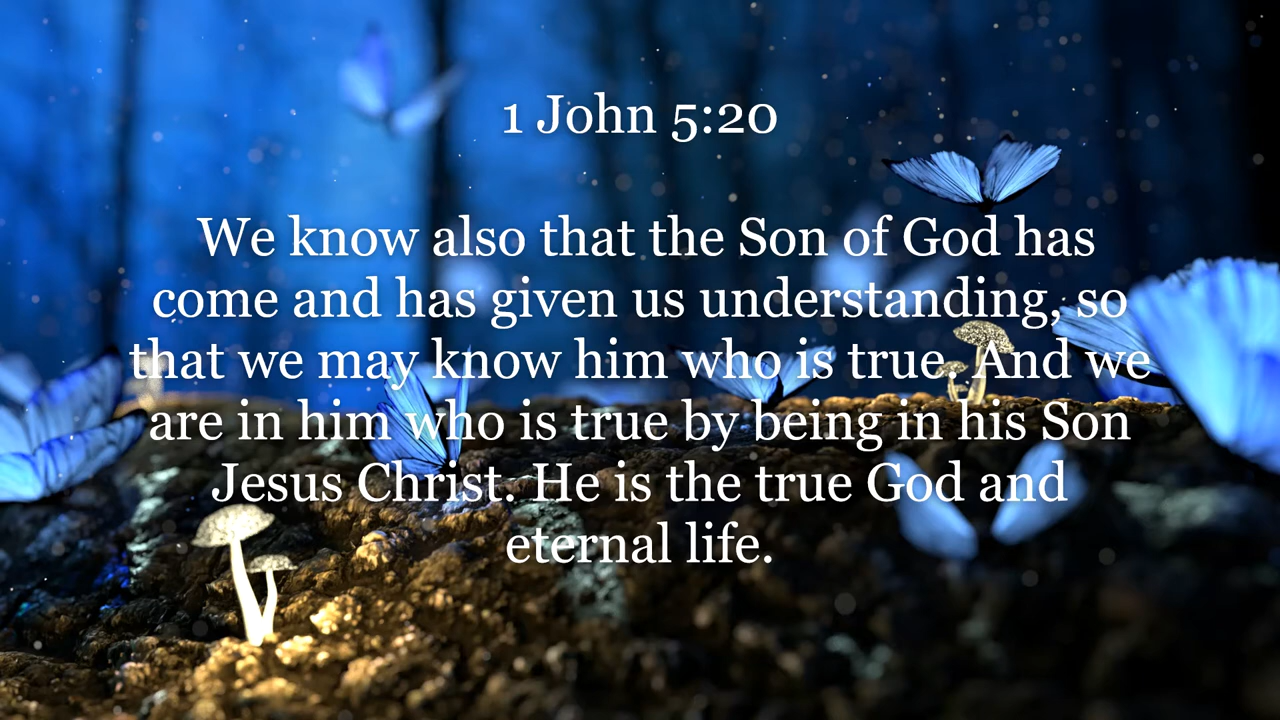 1 John 5:20
We know also that the Son of God has
come and has given us understanding, so
that we may know him who is true. And we
are in him who is true by being in his Son
Jesus Christ. He is the true God and
eternal life.